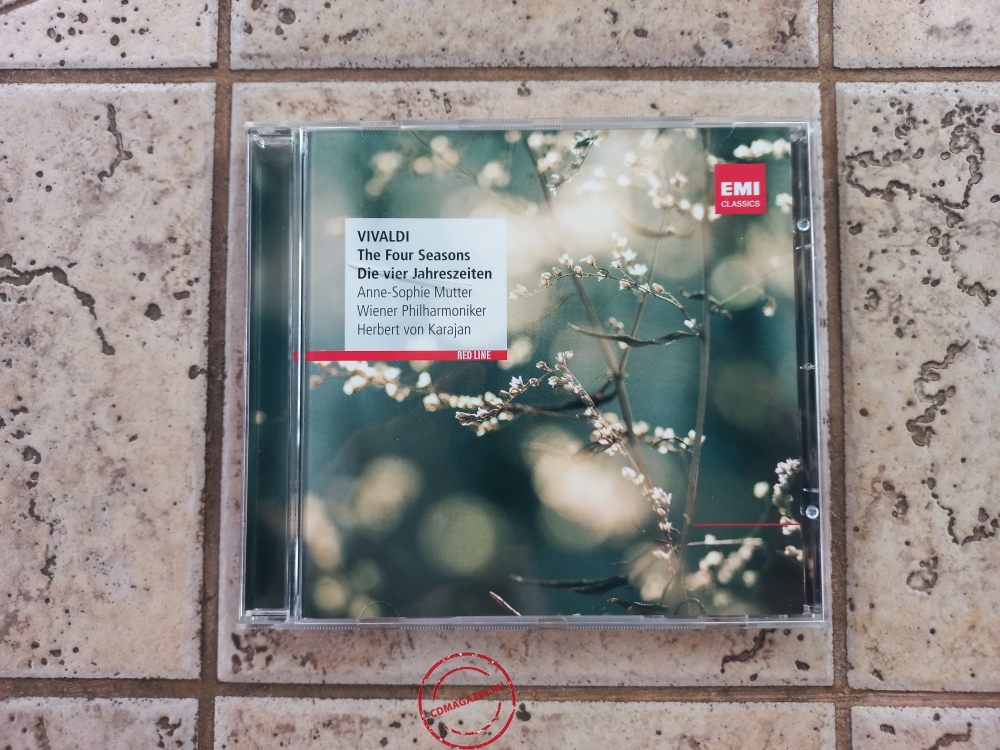 EMI
CLASSICS
VIVALDI
The Four Seasons
Die vier Jahreszeiten
Anne-Sophie Mutter
Wiener Philharmoniker
Herbert von Karajan
RED LINE
CDMAGAZIN.RU